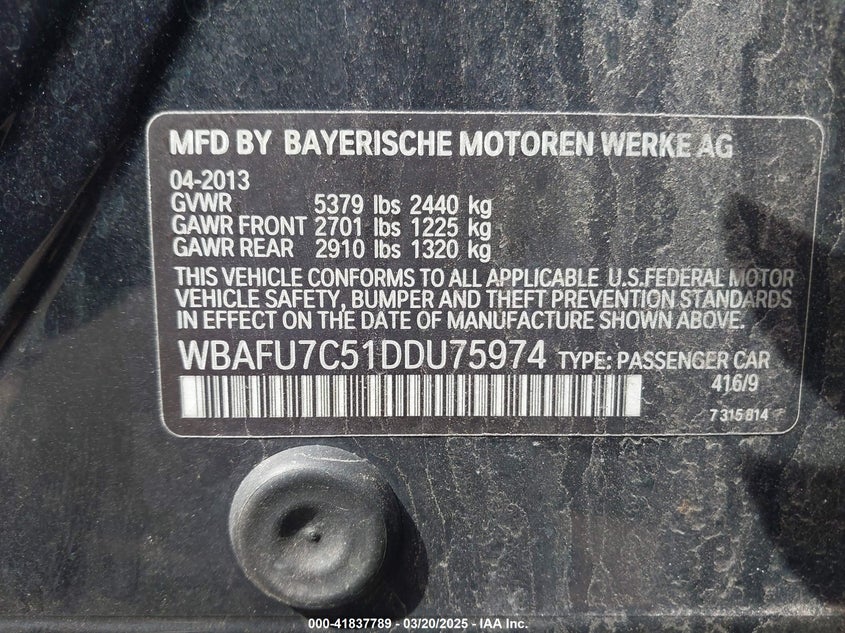 MFD BY BAYERISCHE MOTOREN WERKE AG
04-2013
GVWR 5379 lbs 2440 kg
GAWR FRONT 2701 lbs 1225 kg
GAWR REAR 2910 lbs 1320 kg
THIS VEHICLE CONFORMS TO ALL APPLICABLE U.S.FEDERAL MOTOR
VEHICLE SAFETY, BUMPER AND THEFT PREVENTION STANDARDS
IN EFFECT ON THE DATE OF MANUFACTURE SHOWN ABOVE.
WBAFU7C51DDU75974 TYPE: PASSENGER CAR
416/9
7 315 814
000-41837789 - 03/20/2025 - IAA Inc.